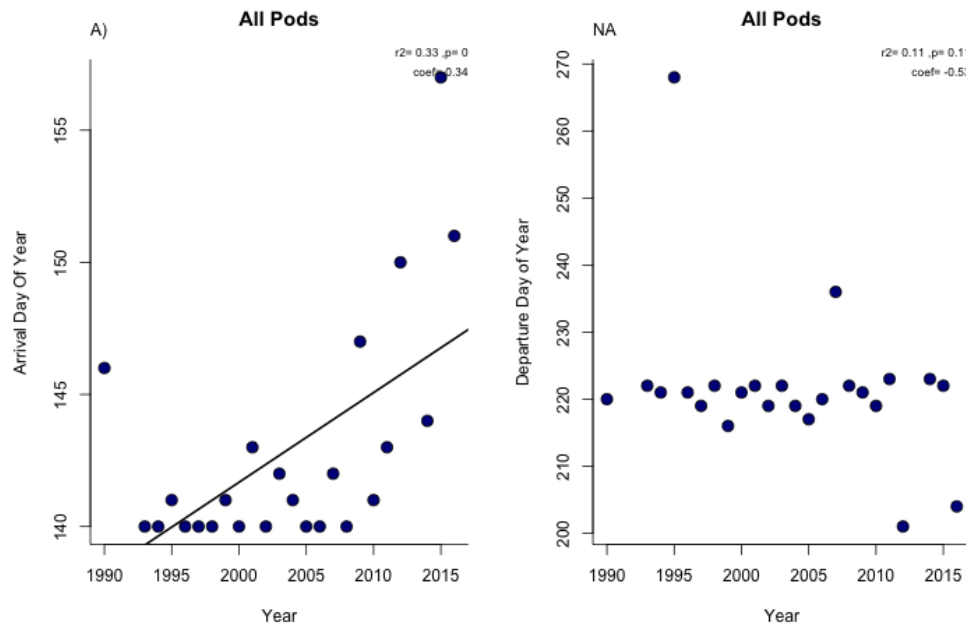 All Pods
A)
r2= 0.33 ,p= 0
coef= 0.34
155
150
145
140
Arrival Day Of Year
1990 1995 2000 2005 2010 2015
Year
All Pods
NA
r2= 0.11 ,p= 0.11
coef= -0.53
270
260
250
240
230
220
210
200
Departure Day of Year
1990 1995 2000 2005 2010 2015
Year